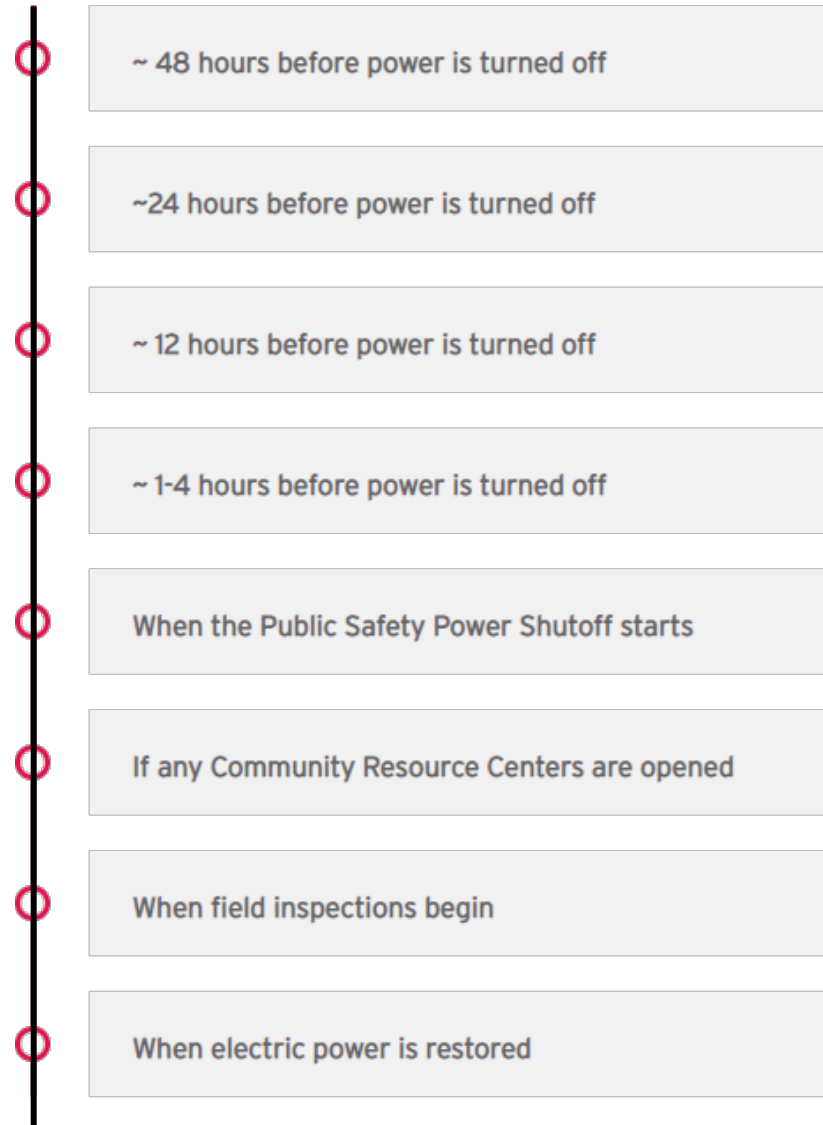 ~ 48 hours before power is turned off
~24 hours before power is turned off
~ 12 hours before power is turned off
~ 1-4 hours before power is turned off
When the Public Safety Power Shutoff starts
If any Community Resource Centers are opened
When field inspections begin
When electric power is restored